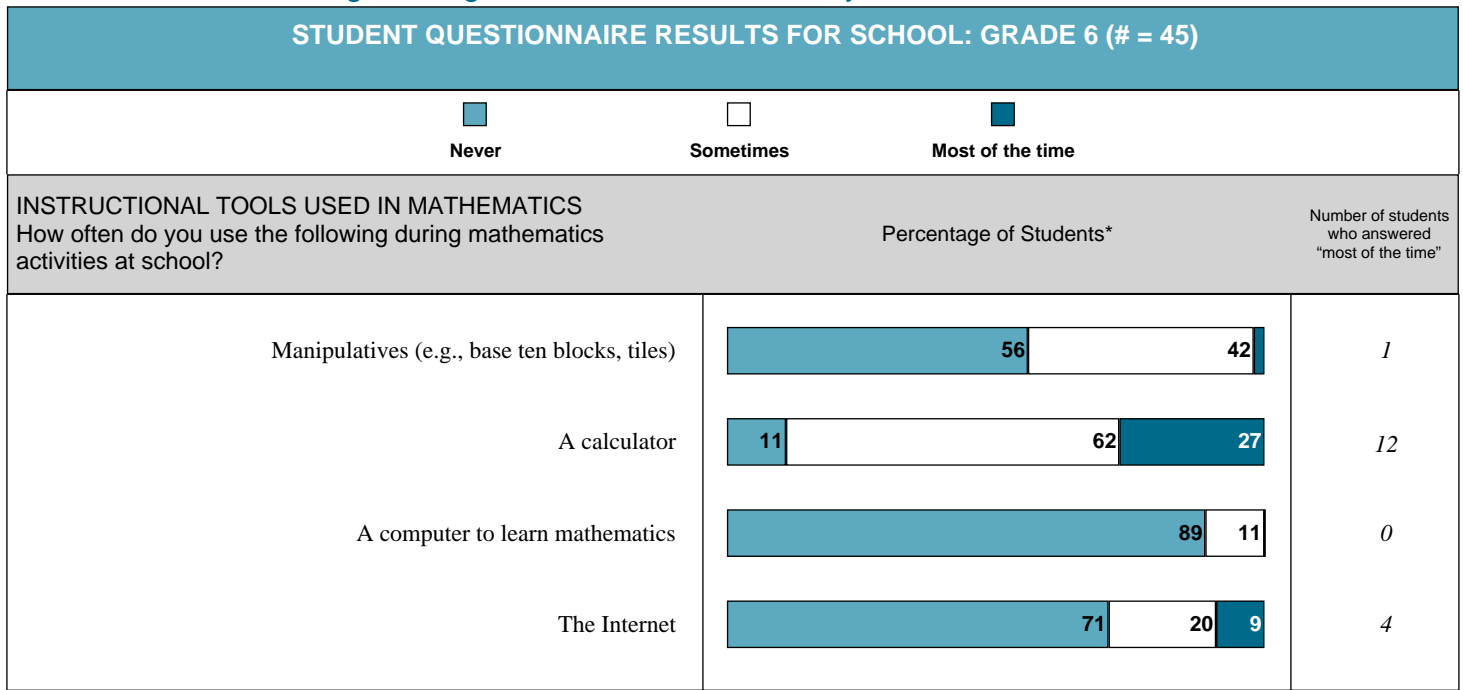 STUDENT QUESTIONNAIRE RESULTS FOR SCHOOL: GRADE 6 (# = 45)
Never Sometimes Most of the time
INSTRUCTIONAL TOOLS USED IN MATHEMATICS
How often do you use the following during mathematics
activities at school?
Percentage of Students*
Number of students
who answered
“most of the time”
Manipulatives (e.g., base ten blocks, tiles) 56 42 1
A calculator 11 62 27 12
A computer to learn mathematics 89 11 0
The Internet 71 20 9 4